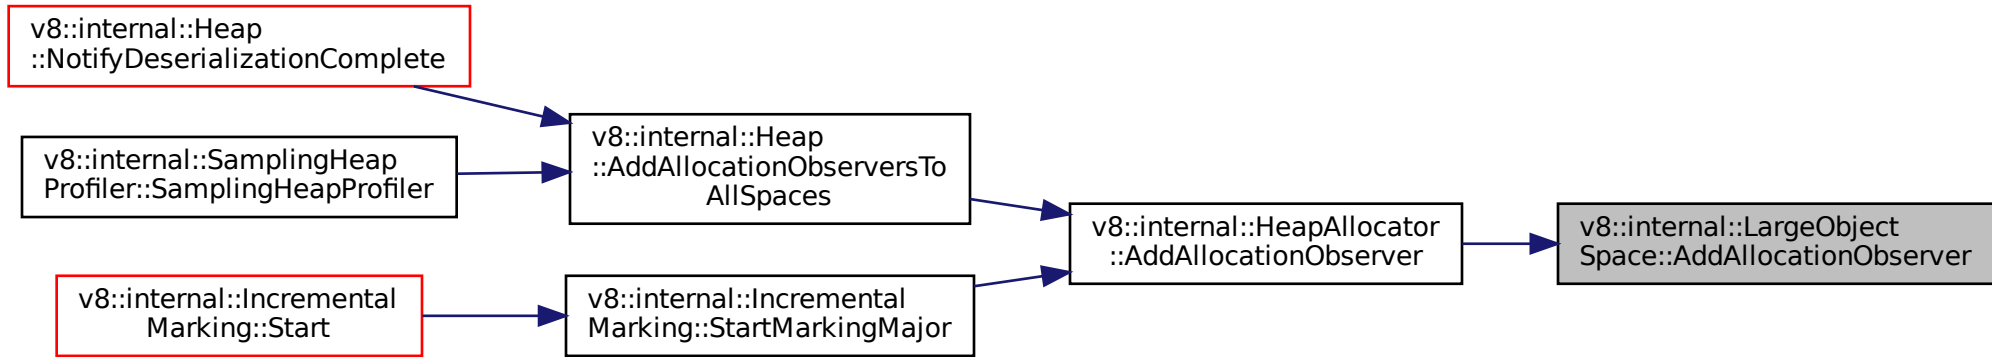 v8::internal::Heap
::NotifyDeserializationComplete
v8::internal::SamplingHeap
Profiler::SamplingHeapProfiler
v8::internal::Incremental
Marking::Start
v8::internal::Heap
::AddAllocationObserversTo
AllSpaces
v8::internal::Incremental
Marking::StartMarkingMajor
v8::internal::HeapAllocator
::AddAllocationObserver
v8::internal::LargeObject
Space::AddAllocationObserver